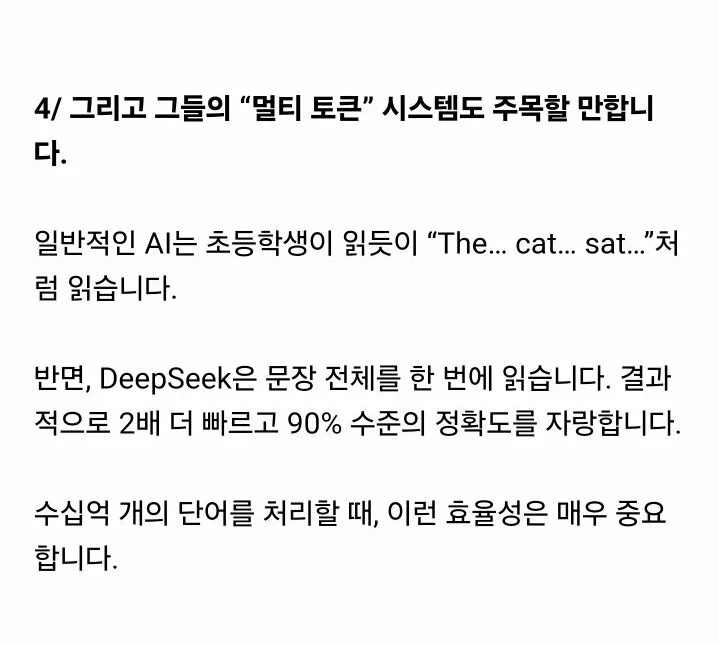 4/ 그리고 그들의 “멀티 토큰” 시스템도 주목할 만합니
다.
일반적인 AI는 초등학생이 읽듯이 “The… cat… sat…”처
럼 읽습니다.
반면, DeepSeek은 문장 전체를 한 번에 읽습니다. 결과
적으로 2배 더 빠르고 90% 수준의 정확도를 자랑합니다.
수십억 개의 단어를 처리할 때, 이런 효율성은 매우 중요
합니다.